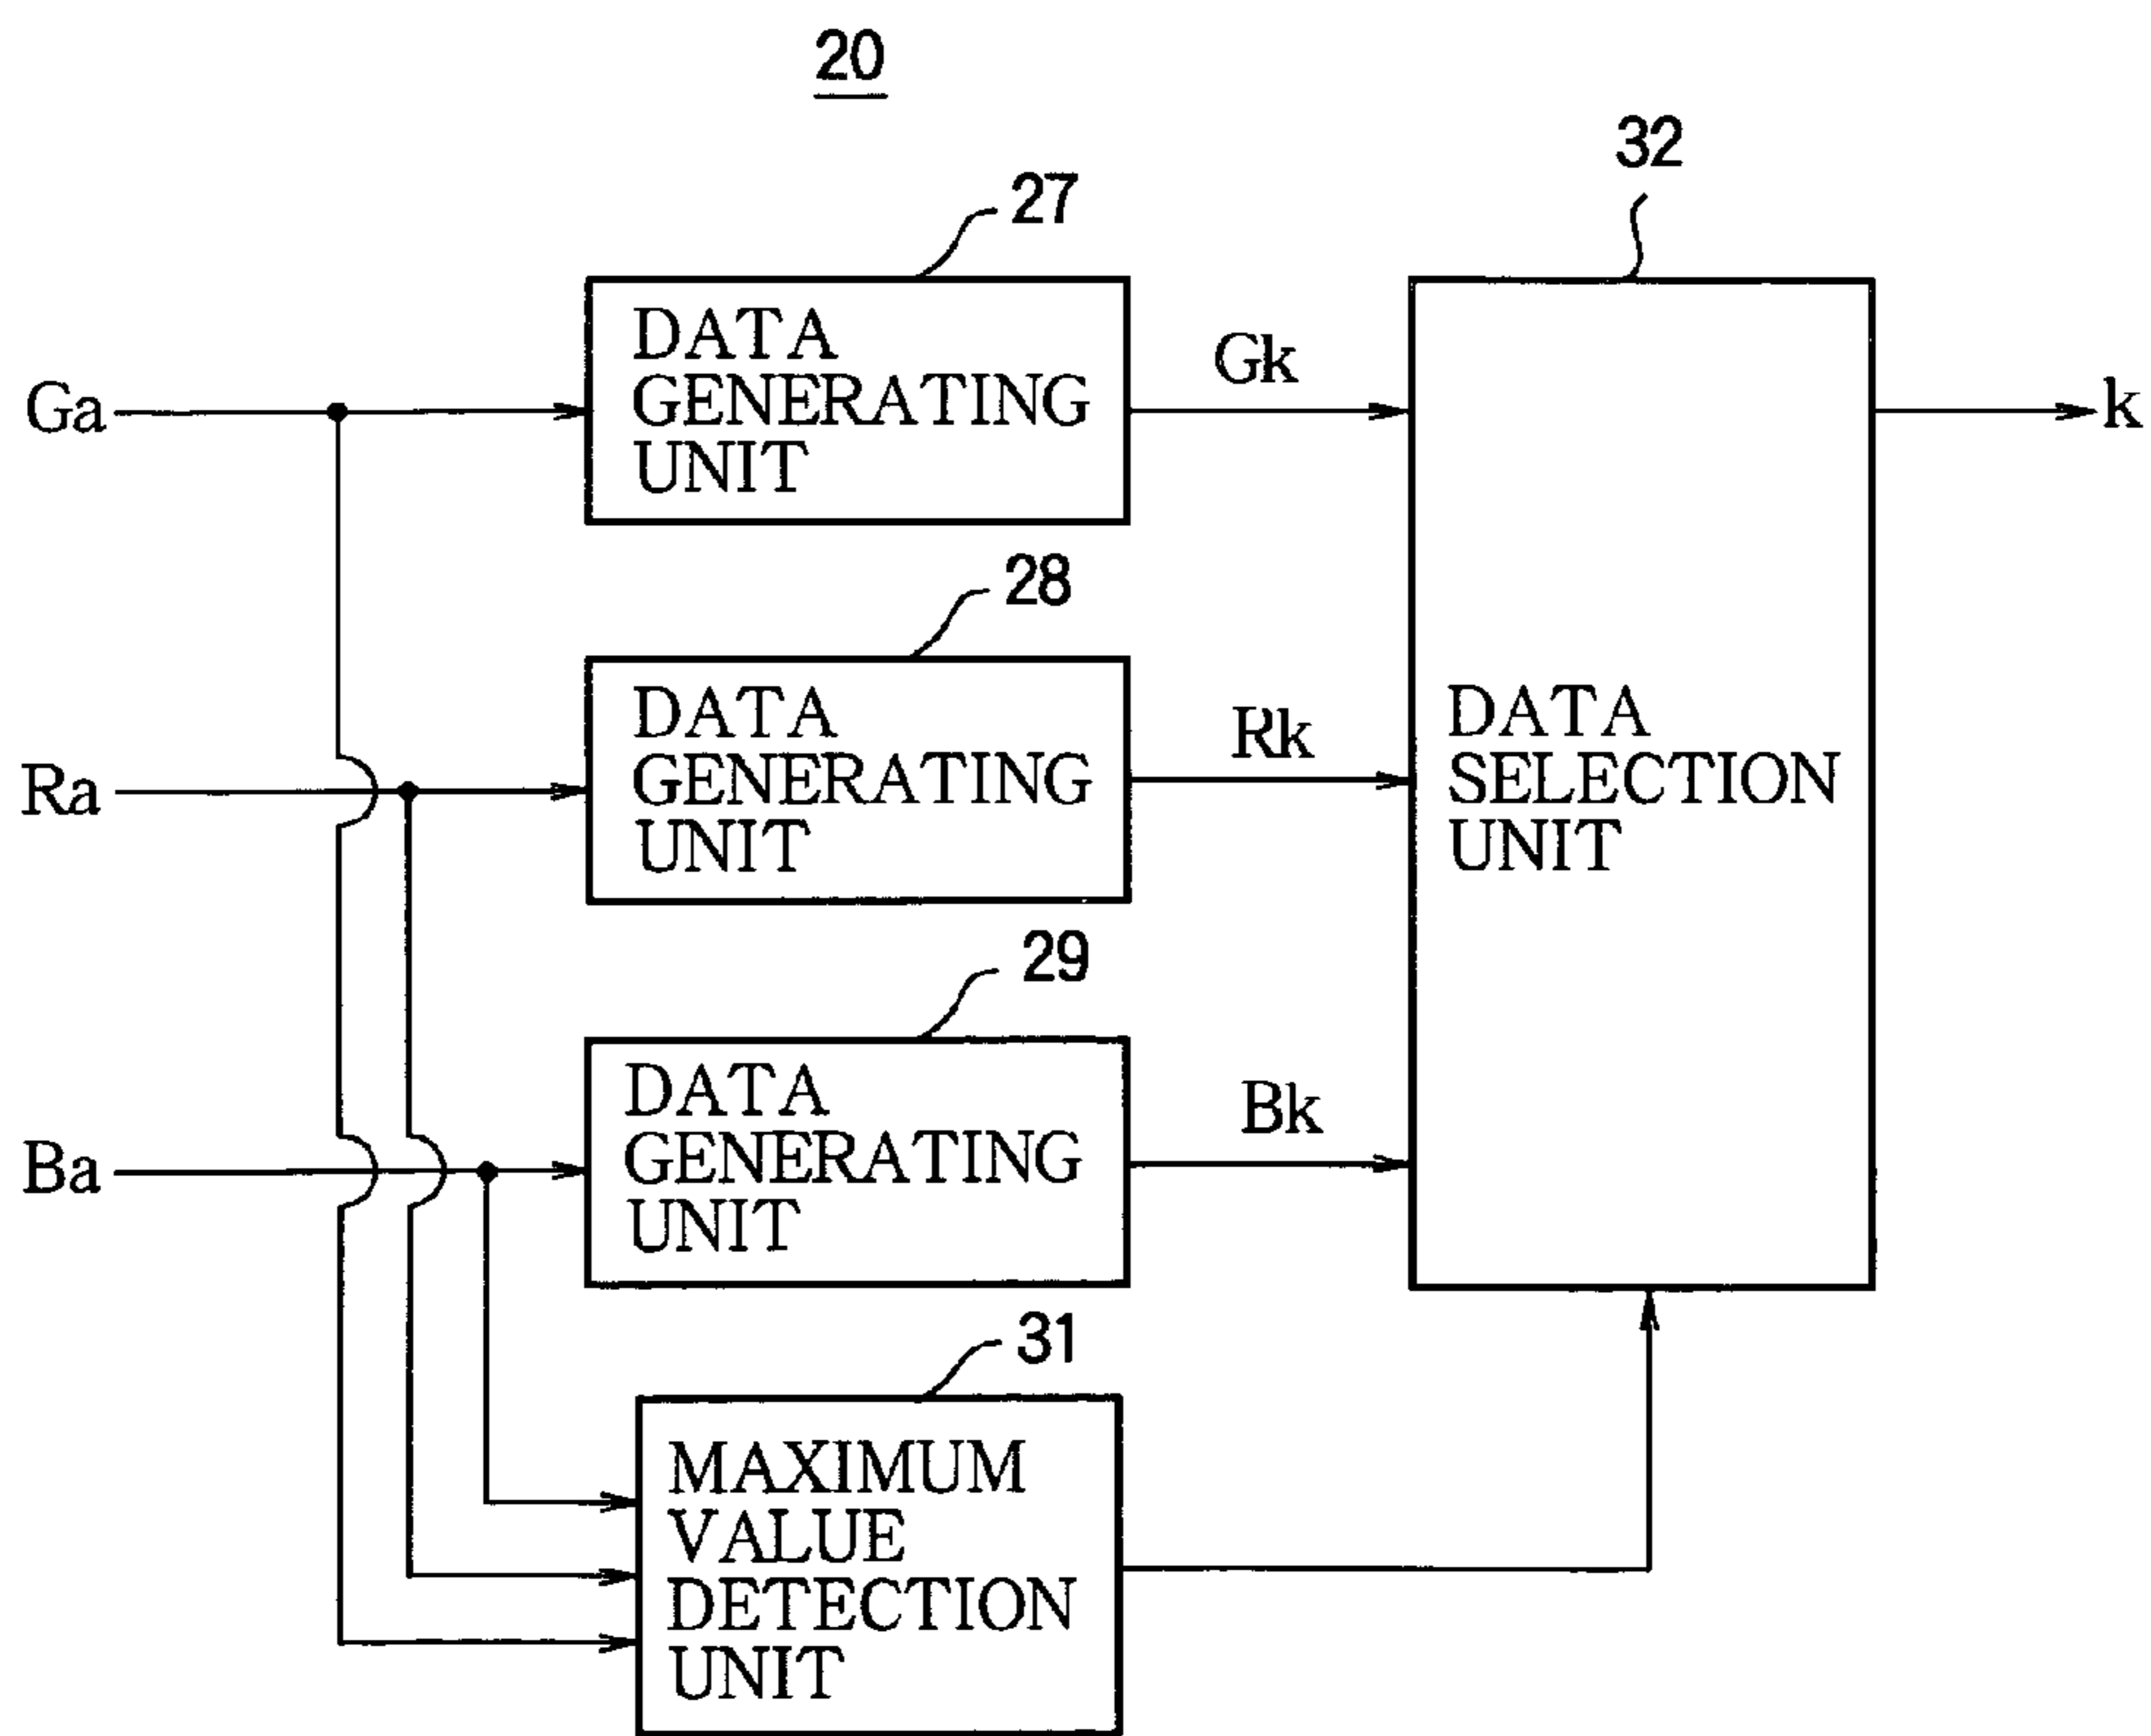 20
32
27
DATA
GENERATING
UNIT
Ga
Gk
k
28
DATA
GENERATING
UNIT
Ra
Rk
DATA
SELECTION
UNIT
29
DATA
GENERATING
UNIT
Ba
Bk
31
MAXIMUM
VALUE
DETECTION
UNIT